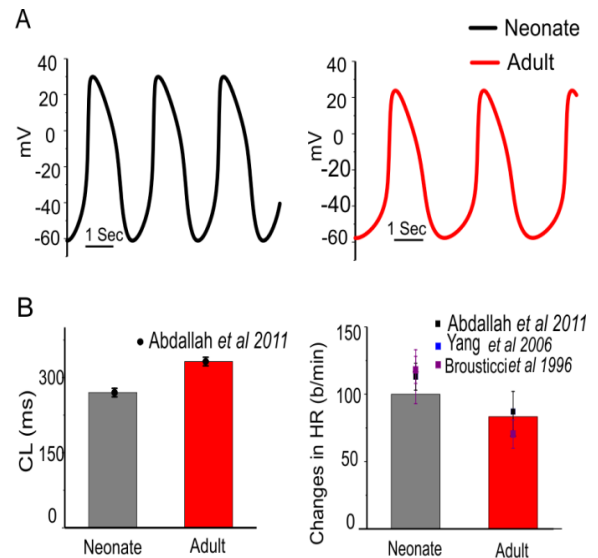 A
Neonate
Adult
mV
40
20
0
-20
-40
-60
1 Sec
mV
40
20
0
-20
-40
-60
1 Sec
B
CL (ms)
300
150
0
Abdallah et al 2011
Neonate
Adult
Changes in HR (b/min)
150
100
50
0
Abdallah et al 2011
Yang et al 2006
Brousticciet al 1996
Neonate
Adult